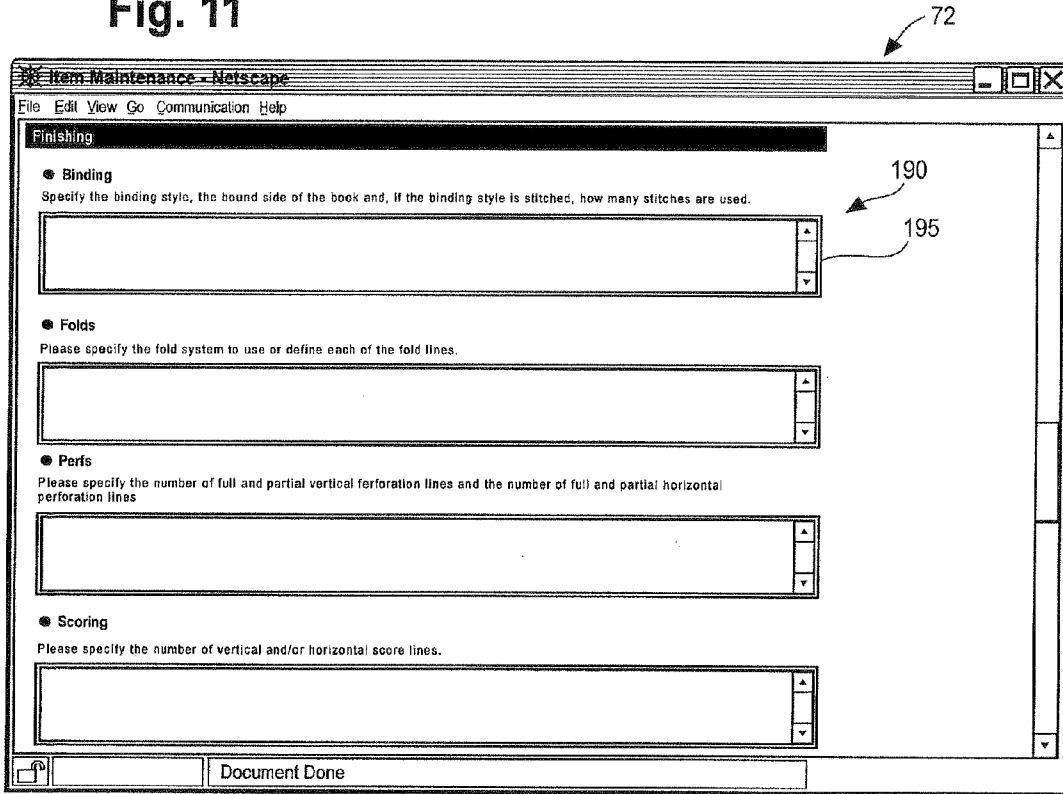 Fig. 11
72
Item Maintenance - Netscape
File Edit View Go Communication Help
Finishing
Binding
190
Specify the binding style, the bound side of the book and, if the binding style is stitched, how many stitches are used.
195
Folds
Please specify the fold system to use or define each of the fold lines.
Perfs
Please specify the number of full and partial vertical ferforation lines and the number of full and partial horizontal
perforation lines
Scoring
Please specify the number of vertical and/or horizontal score lines.
Document Done